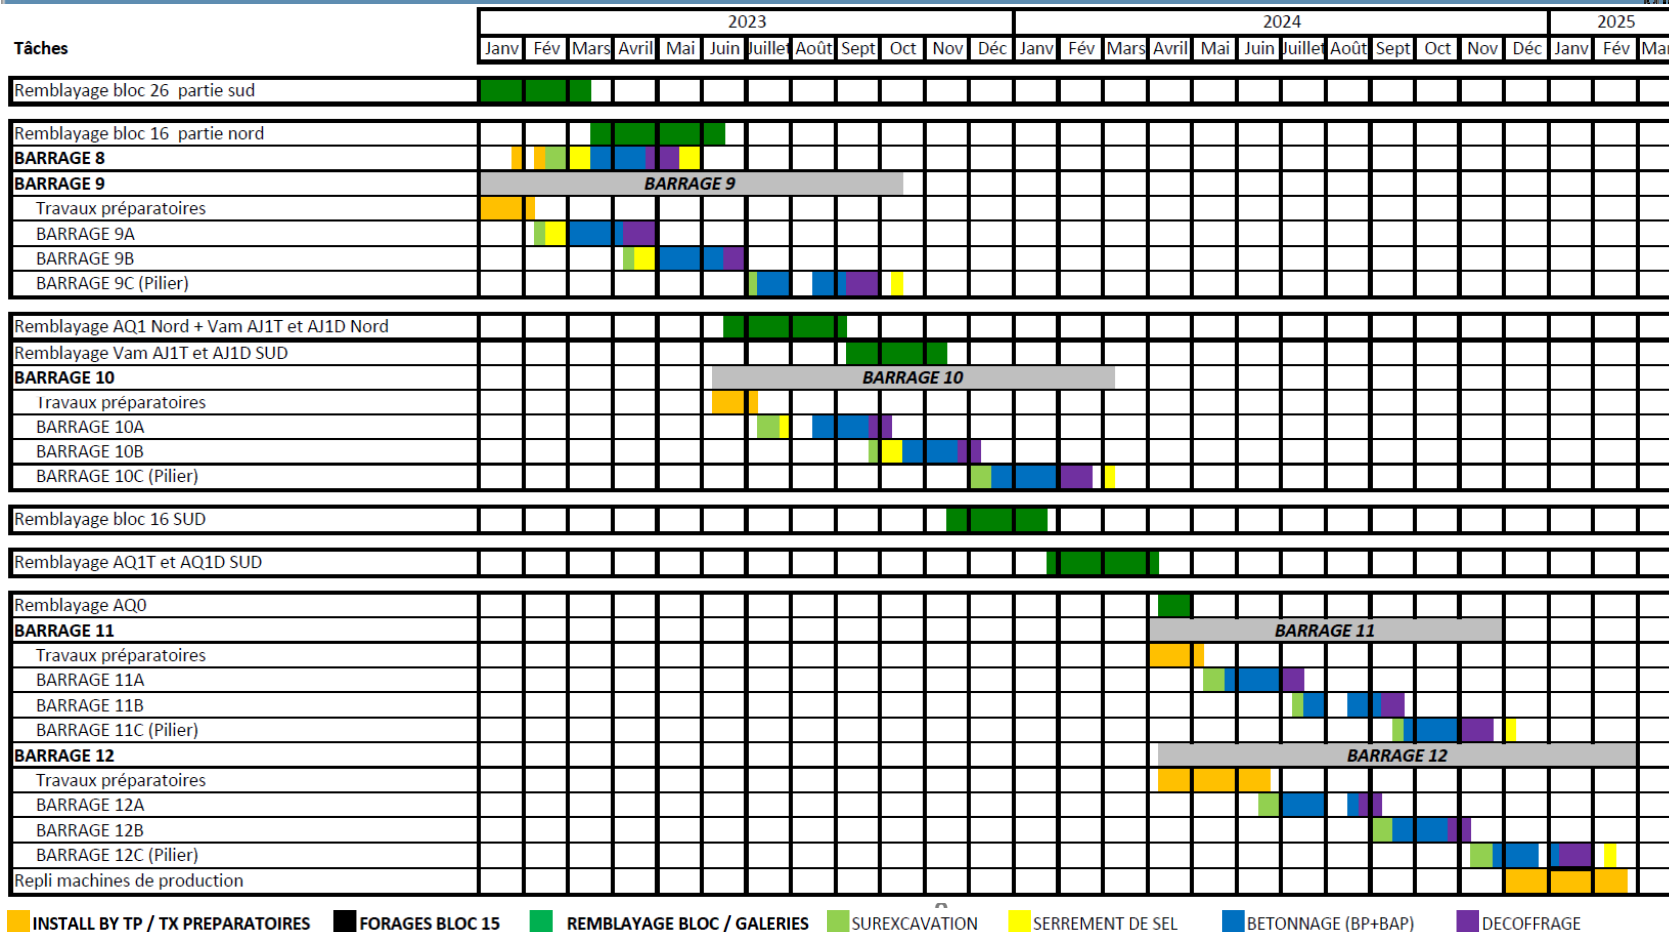 2023 2024 2025
Tâches Janv Fév Mars Avril Mai Juin Juillet Août Sept Oct Nov Déc Janv Fév Mars Avril Mai Juin Juillet Août Sept Oct Nov Déc Janv Fév Mar
Remblayage bloc 26 partie sud
Remblayage bloc 16 partie nord
BARRAGE 8
BARRAGE 9 BARRAGE 9
Travaux préparatoires
BARRAGE 9A
BARRAGE 9B
BARRAGE 9C (Pilier)
Remblayage AQ1 Nord + Vam AJ1T et AJ1D Nord
Remblayage Vam AJ1T et AJ1D SUD
BARRAGE 10 BARRAGE 10
Travaux préparatoires
BARRAGE 10A
BARRAGE 10B
BARRAGE 10C (Pilier)
Remblayage bloc 16 SUD
Remblayage AQ1T et AQ1D SUD
Remblayage AQ0
BARRAGE 11 BARRAGE 11
Travaux préparatoires
BARRAGE 11A
BARRAGE 11B
BARRAGE 11C (Pilier)
BARRAGE 12 BARRAGE 12
Travaux préparatoires
BARRAGE 12A
BARRAGE 12B
BARRAGE 12C (Pilier)
Repli machines de production
INSTALL BY TP / TX PREPARATOIRES FORAGES BLOC 15 REMBLAYAGE BLOC / GALERIES SUREXCAVATION SERREMENT DE SEL BETONNAGE (BP+BAP) DECOFFRAGE